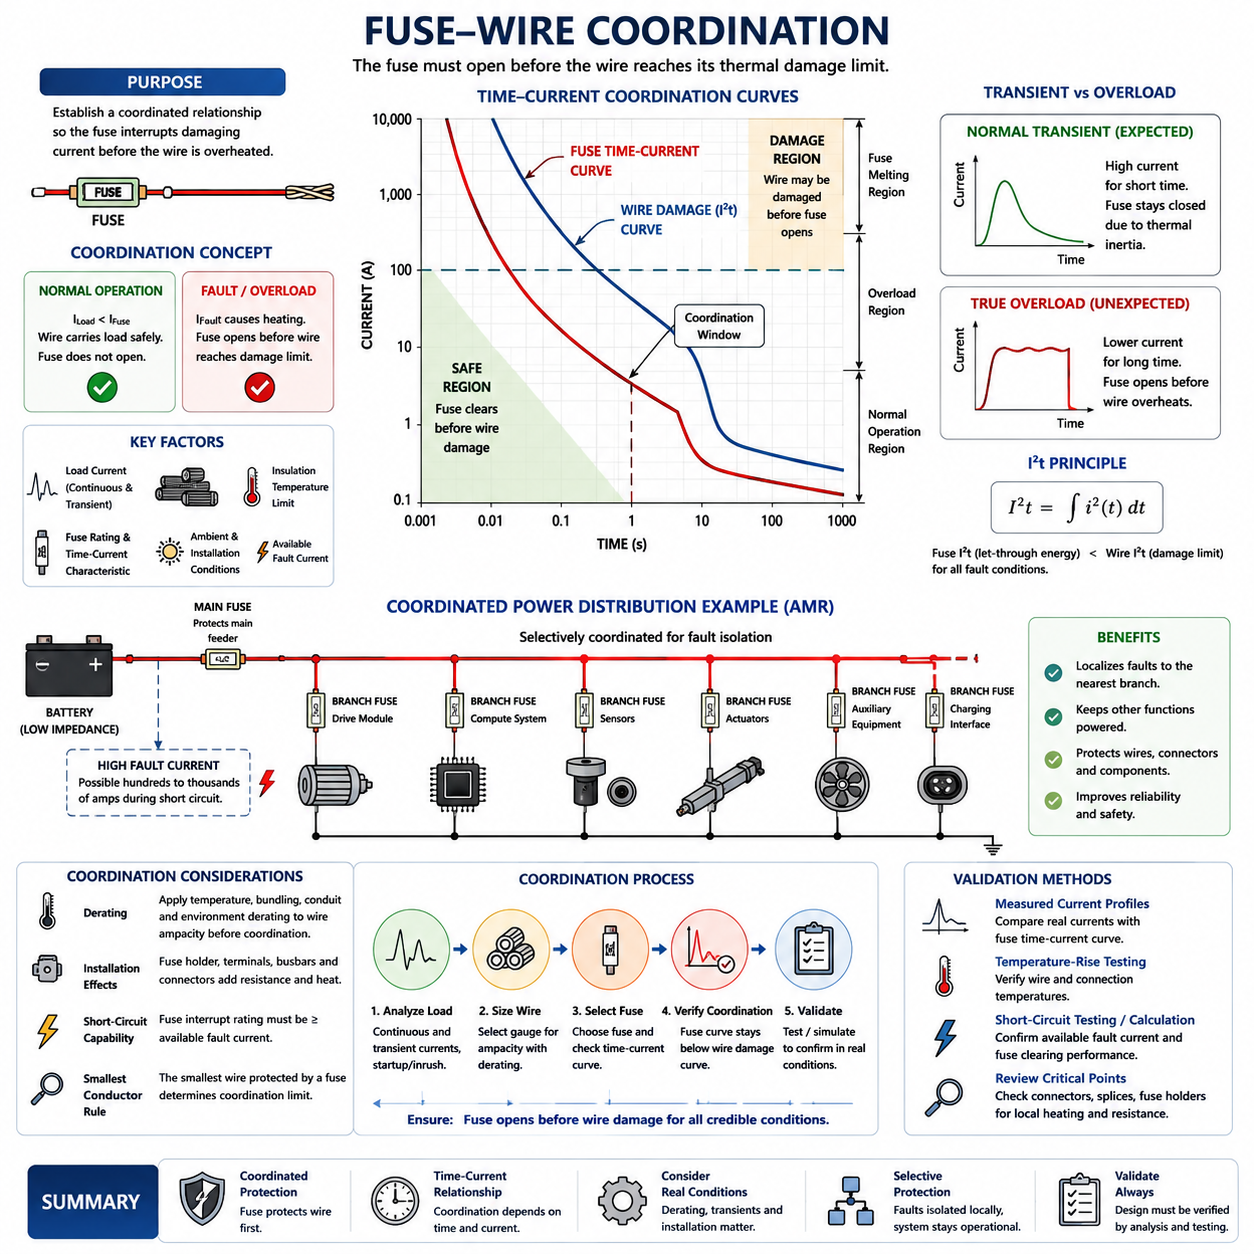 FUSE–WIRE COORDINATION
The fuse must open before the wire reaches its thermal damage limit.
PURPOSE
Establish a coordinated relationship
so the fuse interrupts damaging
current before the wire is overheated.
FUSE
FUSE
COORDINATION CONCEPT
NORMAL OPERATION
I_Load < I_Fuse
Wire carries load safely.
Fuse does not open.
FAULT / OVERLOAD
I_Fault causes heating.
Fuse opens before wire
reaches damage limit.
KEY FACTORS
Load Current
(Continuous &
Transient)
Insulation
Temperature
Limit
Fuse Rating &
Time-Current
Characteristic
Ambient &
Installation
Conditions
Available
Fault Current
TIME–CURRENT COORDINATION CURVES
CURRENT (A)
10,000
1,000
100
10
1
0.1
0.001
0.01
0.1
1
10
100
1000
TIME (s)
FUSE TIME-CURRENT
CURVE
WIRE DAMAGE (I²t)
CURVE
DAMAGE
REGION
Wire may be
damaged
before fuse
opens
Coordination
Window
SAFE
REGION
Fuse clears
before wire
damage
Fuse
Melting
Region
Overload
Region
Normal
Operation
Region
TRANSIENT vs OVERLOAD
NORMAL TRANSIENT (EXPECTED)
Current
Time
High current
for short time.
Fuse stays closed
due to thermal
inertia.
TRUE OVERLOAD (UNEXPECTED)
Current
Time
Lower current
for long time.
Fuse opens before
wire overheats.
I²t PRINCIPLE
I²t = ∫ i²(t) dt
Fuse I²t (let-through energy) < Wire I²t (damage limit)
for all fault conditions.
COORDINATED POWER DISTRIBUTION EXAMPLE (AMR)
Selectively coordinated for fault isolation
MAIN FUSE
Protects main
feeder
BATTERY
(LOW IMPEDANCE)
HIGH FAULT CURRENT
Possible hundreds to thousands
of amps during short circuit.
BRANCH FUSE
Drive Module
BRANCH FUSE
Compute System
BRANCH FUSE
Sensors
BRANCH FUSE
Actuators
BRANCH FUSE
Auxiliary
Equipment
BRANCH FUSE
Charging
Interface
BENEFITS
Localizes faults to the
nearest branch.
Keeps other functions
powered.
Protects wires, connectors
and components.
Improves reliability
and safety.
COORDINATION CONSIDERATIONS
Derating
Apply temperature, bundling, conduit
and environment derating to wire
ampacity before coordination.
Installation
Effects
Fuse holder, terminals, busbars and
connectors add resistance and heat.
Short-Circuit
Capability
Fuse interrupt rating must be ≥
available fault current.
Smallest
Conductor
Rule
The smallest wire protected by a fuse
determines coordination limit.
COORDINATION PROCESS
1. Analyze Load
Continuous and
transient currents,
startup/inrush.
2. Size Wire
Select gauge for
ampacity with
derating.
3. Select Fuse
Choose fuse and
check time-current
curve.
4. Verify Coordination
Fuse curve stays
below wire damage
curve.
5. Validate
Test / simulate
to confirm in real
conditions.
Ensure: Fuse opens before wire damage for all credible conditions.
VALIDATION METHODS
Measured Current Profiles
Compare real currents with
fuse time-current curve.
Temperature-Rise Testing
Verify wire and connection
temperatures.
Short-Circuit Testing / Calculation
Confirm available fault current and
fuse clearing performance.
Review Critical Points
Check connectors, splices, fuse holders
for local heating and resistance.
SUMMARY
Coordinated
Protection
Fuse protects wire
first.
Time-Current
Relationship
Coordination depends on
time and current.
Consider
Real Conditions
Derating, transients and
installation matter.
Selective
Protection
Faults isolated locally,
system stays operational.
Validate
Always
Design must be verified
by analysis and testing.